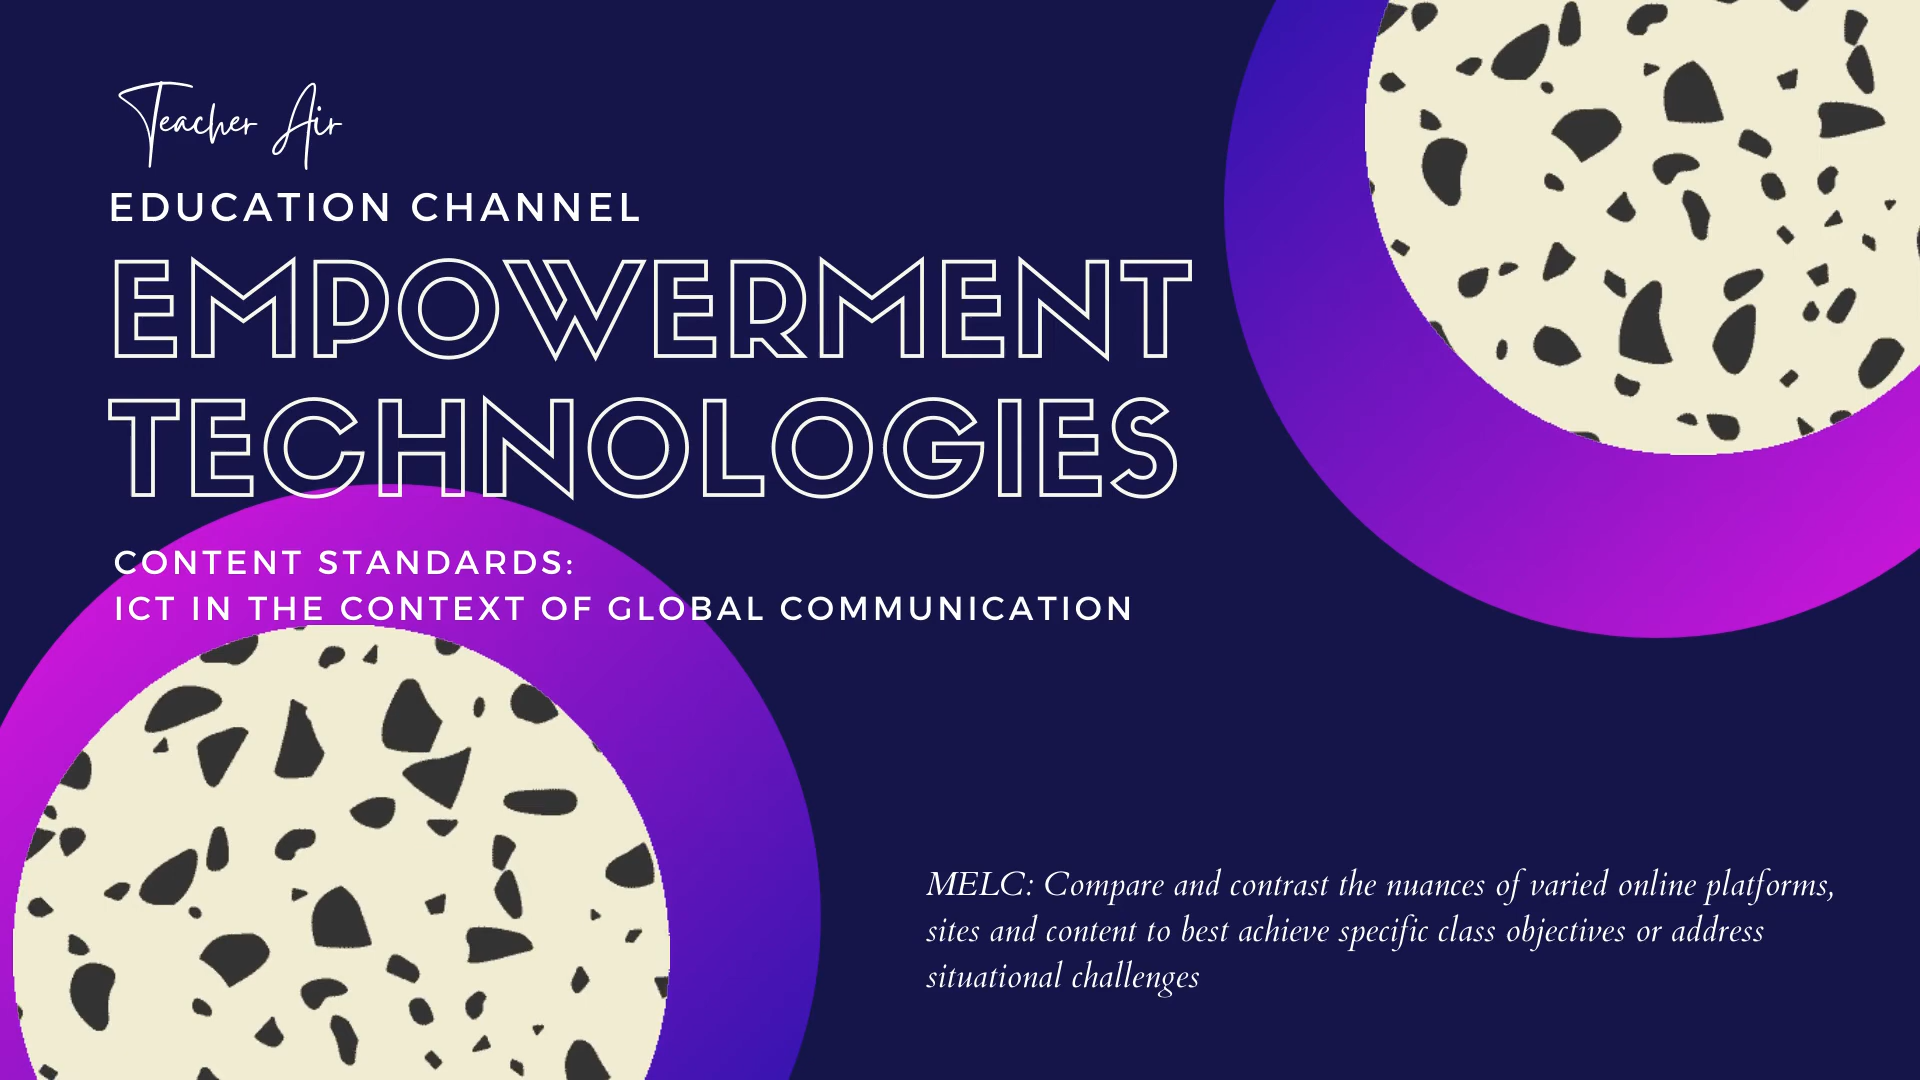 Teacher Air
EDUCATION CHANNEL
EMPOWERMENT
TECHNOLOGIES
CONTENT STANDARDS:
ICT IN THE CONTEXT OF GLOBAL COMMUNICATION
MELC: Compare and contrast the nuances of varied online platforms,
sites and content to best achieve specific class objectives or address
situational challenges